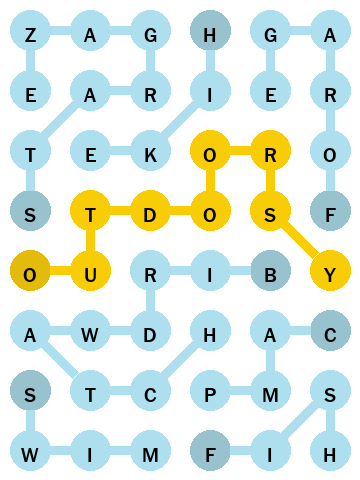 Z A G H G A
E A R I E R
T E K O R O
S T D O S F
O U R I B Y
A W D H A C
S T C P M S
W I M F I H